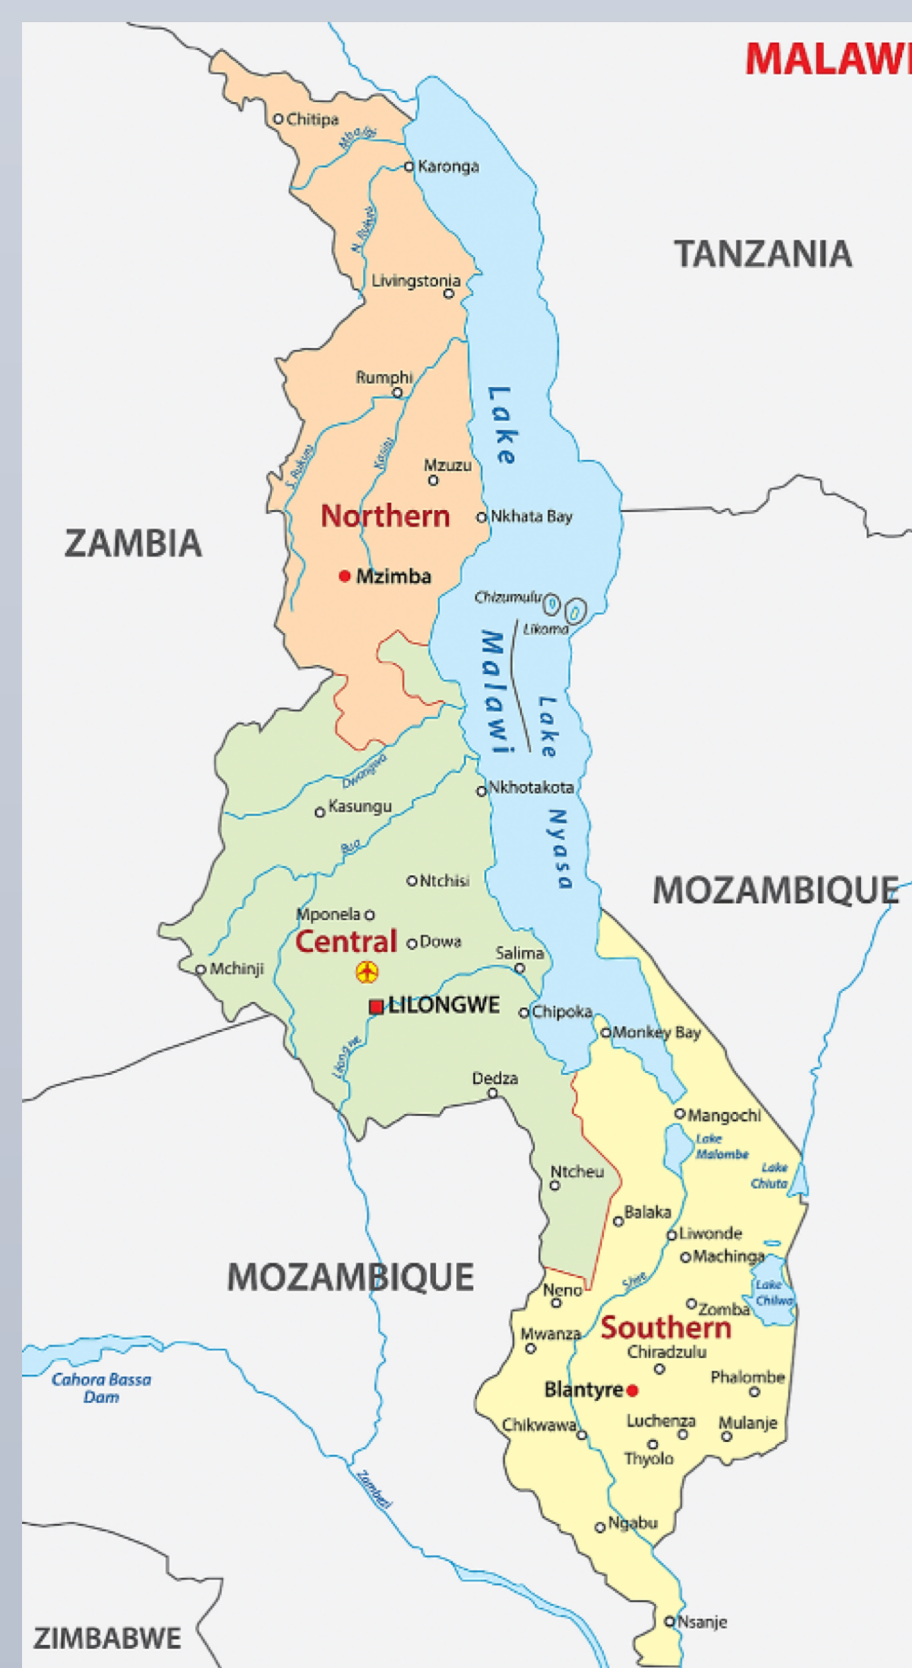 MALAWI
Chitipa
Karonga
N. Rukuru
TANZANIA
Livingstonia
Rumphi
Lake
S. Rukuru
Kasitu
Mzuzu
Northern
Nkhata Bay
ZAMBIA
Mzimba
Chizumulu
Likoma
Malawi
Lake
Nyasa
Dwangwa
Nkhotakota
Kasungu
Bua
Ntchisi
MOZAMBIQUE
Mponela
Central
Dowa
Salima
Mchinji
LILONGWE
Chipoka
Monkey Bay
Lilongwe
Dedza
Mangochi
Lake
Malombe
Lake
Chiuta
Ntcheu
Balaka
Liwonde
Machinga
MOZAMBIQUE
Shire
Neno
Lake
Chilwa
Zomba
Southern
Mwanza
Chiradzulu
Cahora Bassa
Dam
Phalombe
Blantyre
Chikwawa
Luchenza
Mulanje
Thyolo
Zambezi
Ngabu
Nsanje
ZIMBABWE